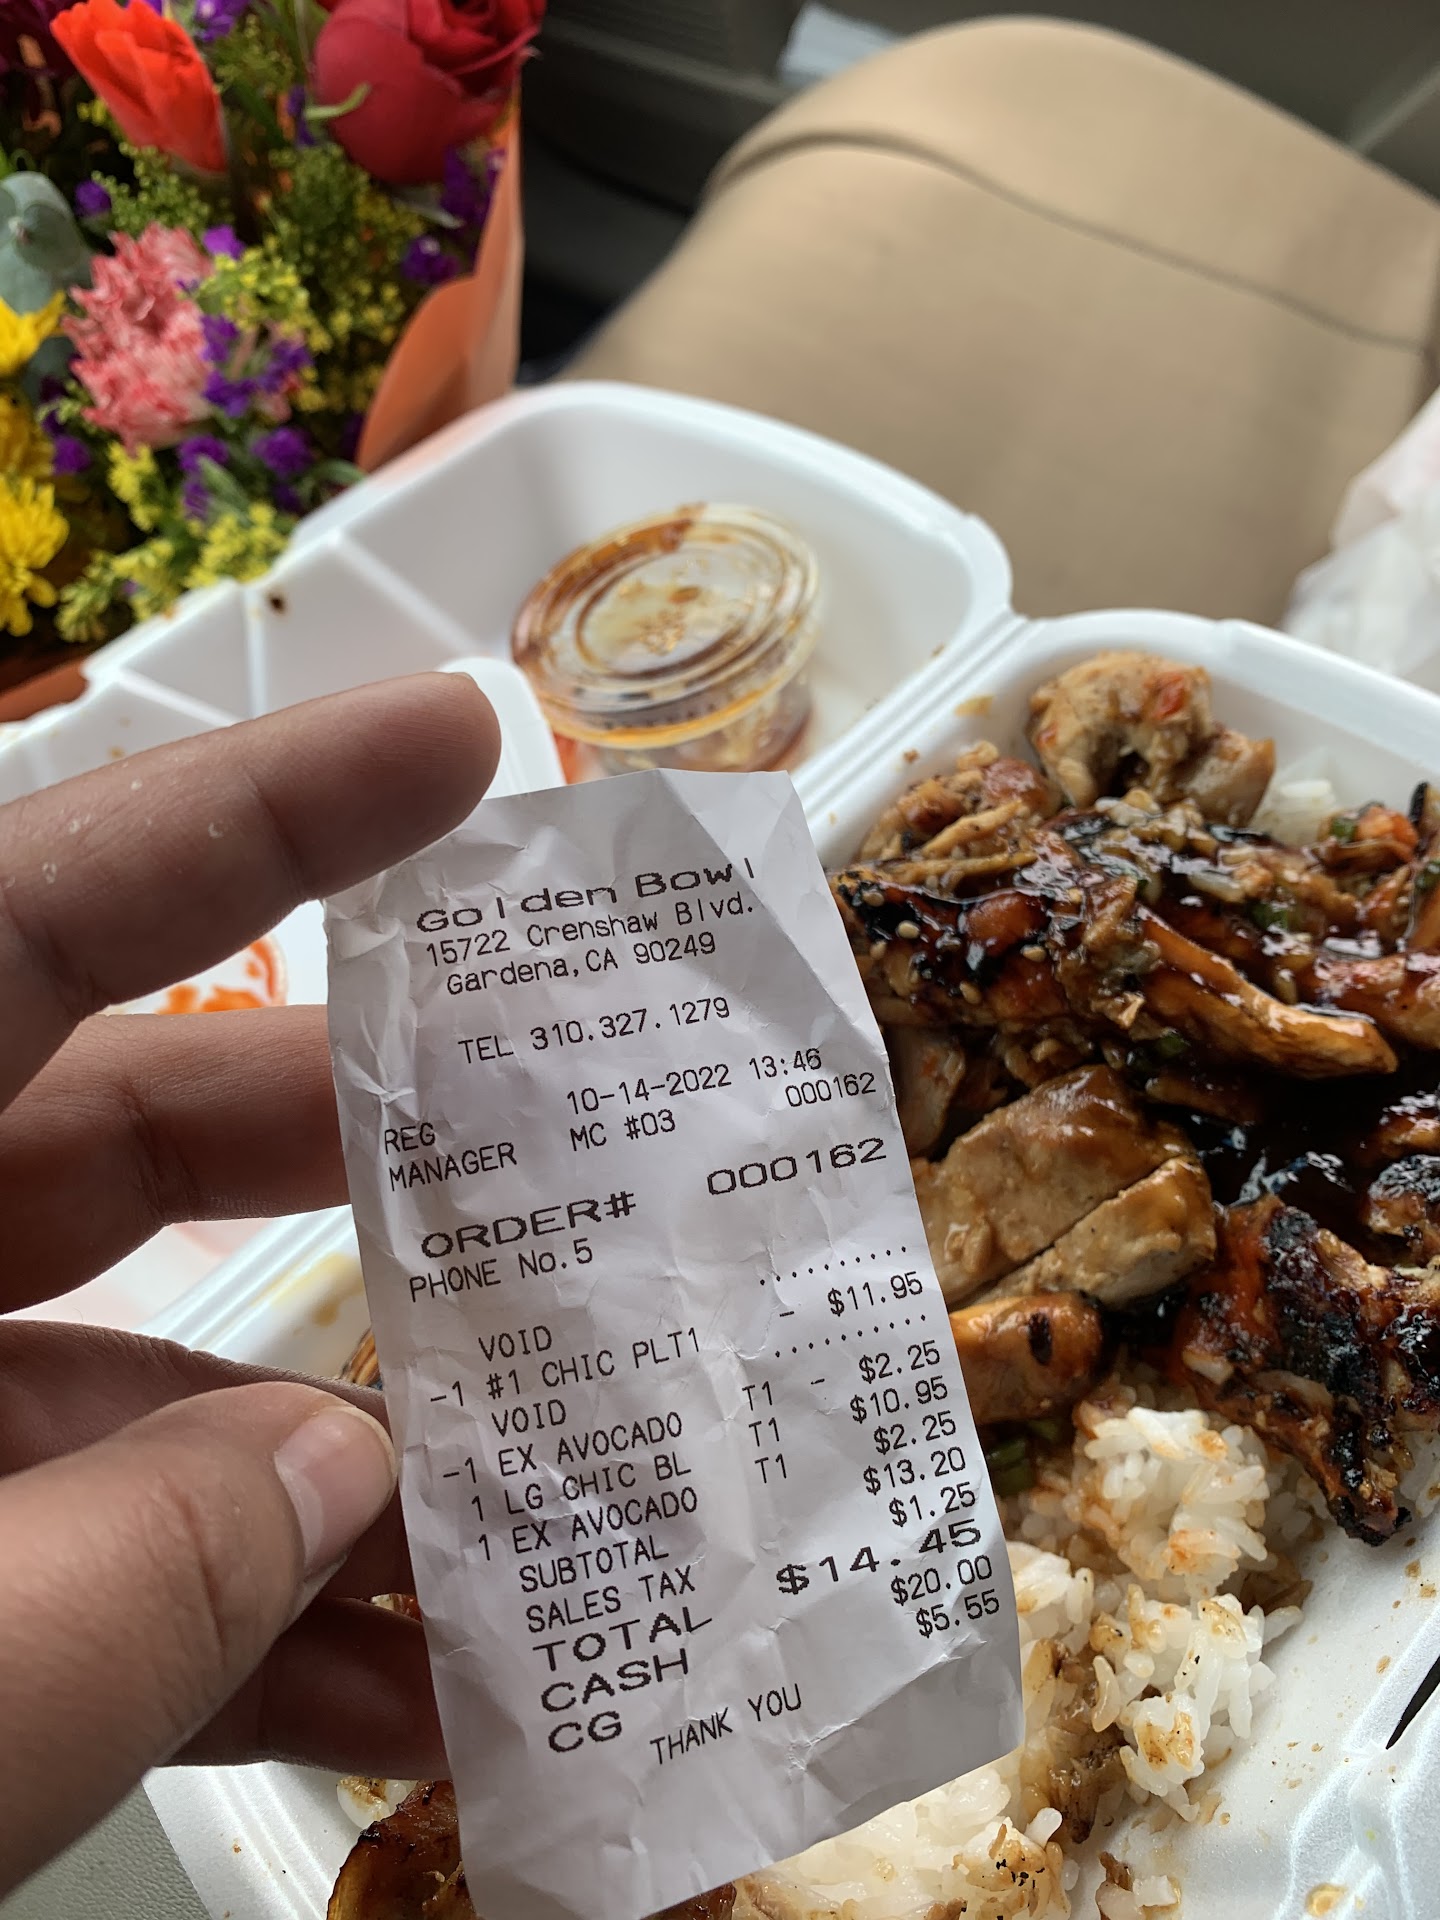 Golden Bowl
15722 Crenshaw Blvd.
Gardena, CA 90249
TEL 310.327.1279
REG 10-14-2022 13:46
MANAGER MC #03 000162
ORDER# 000162
PHONE No.5
VOID ..........
-1 #1 CHIC PLT1 - $11.95
VOID ..........
-1 EX AVOCADO T1 - $2.25
1 LG CHIC BL T1 $10.95
1 EX AVOCADO T1 $2.25
SUBTOTAL $13.20
SALES TAX $1.25
TOTAL $14.45
CASH $20.00
CG $5.55
THANK YOU